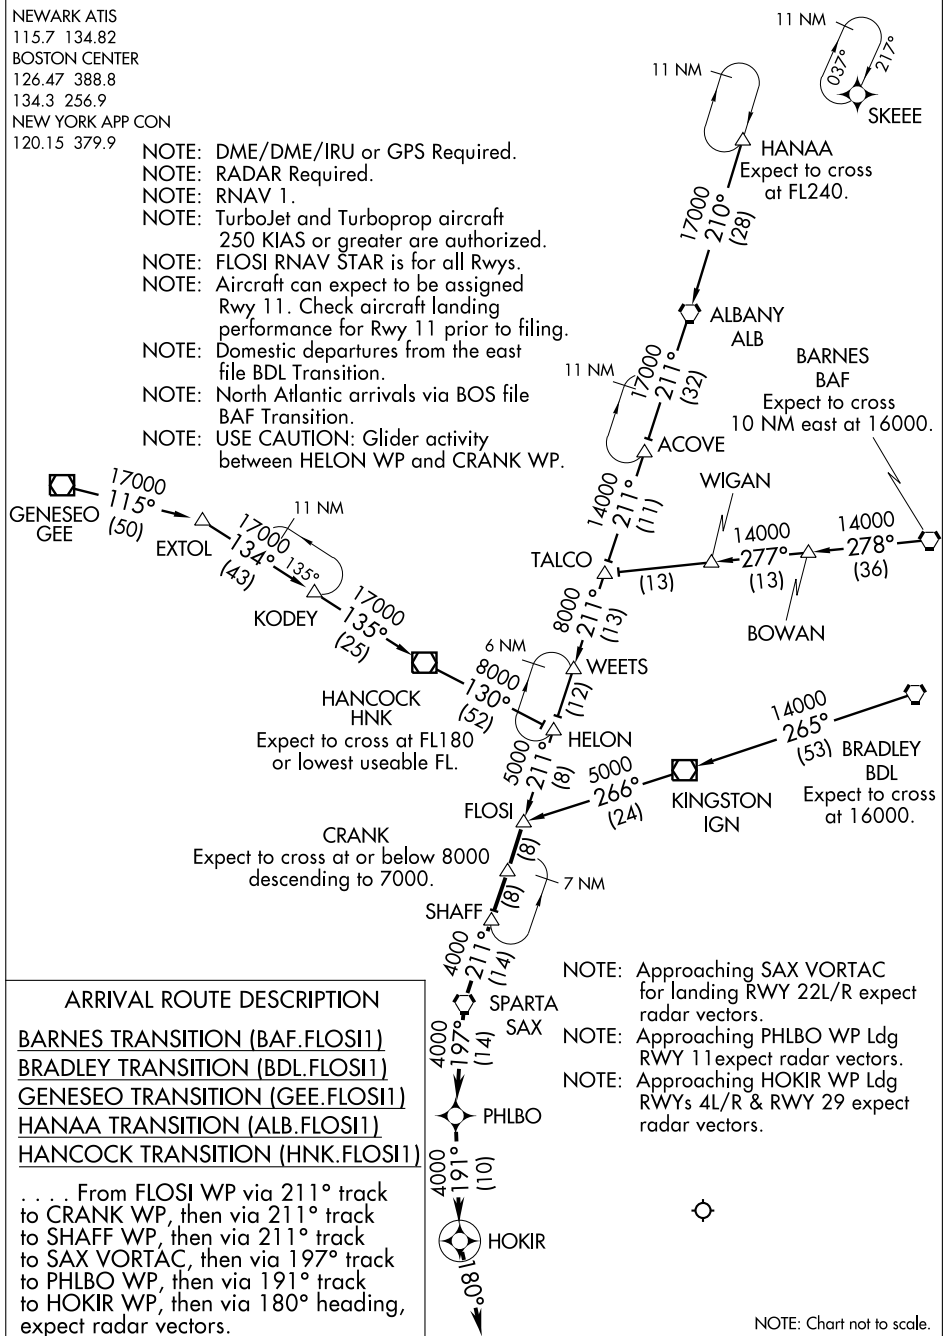 NEWARK ATIS
115.7 134.82
BOSTON CENTER
126.47 388.8
134.3 256.9
NEW YORK APP CON
120.15 379.9
NOTE: DME/DME/IRU or GPS Required.
NOTE: RADAR Required.
NOTE: RNAV 1.
NOTE: TurboJet and Turboprop aircraft
250 KIAS or greater are authorized.
NOTE: FLOSI RNAV STAR is for all Rwys.
NOTE: Aircraft can expect to be assigned
Rwy 11. Check aircraft landing
performance for Rwy 11 prior to filing.
NOTE: Domestic departures from the east
file BDL Transition.
NOTE: North Atlantic arrivals via BOS file
BAF Transition.
NOTE: USE CAUTION: Glider activity
between HELON WP and CRANK WP.
11 NM
037°
217°
SKEEE
11 NM
HANAA
Expect to cross
at FL240.
17000
210°
(28)
ALBANY
ALB
11 NM
17000
211°
(32)
BARNES
BAF
Expect to cross
10 NM east at 16000.
ACOVE
14000
211°
(11)
WIGAN
GENESEO
GEE
17000
115°
(50)
EXTOL
11 NM
17000
134°
(43)
135°
KODEY
17000
135°
(25)
TALCO
(13)
14000
277°
(13)
14000
278°
(36)
BOWAN
8000
211°
(13)
6 NM
WEETS
HANCOCK
HNK
Expect to cross at FL180
or lowest useable FL.
8000
130°
(52)
(12)
HELON
5000
211°
(8)
14000
265°
(53)
BRADLEY
BDL
Expect to cross
at 16000.
5000
266°
(24)
KINGSTON
IGN
FLOSI
(8)
CRANK
Expect to cross at or below 8000
descending to 7000.
(8)
7 NM
SHAFF
4000
211°
(14)
SPARTA
SAX
NOTE: Approaching SAX VORTAC
for landing RWY 22L/R expect
radar vectors.
NOTE: Approaching PHLBO WP Ldg
RWY 11expect radar vectors.
NOTE: Approaching HOKIR WP Ldg
RWYs 4L/R & RWY 29 expect
radar vectors.
4000
197°
(14)
PHLBO
4000
191°
(10)
HOKIR
180°
ARRIVAL ROUTE DESCRIPTION
BARNES TRANSITION (BAF.FLOSI1)
BRADLEY TRANSITION (BDL.FLOSI1)
GENESEO TRANSITION (GEE.FLOSI1)
HANAA TRANSITION (ALB.FLOSI1)
HANCOCK TRANSITION (HNK.FLOSI1)
. . . . From FLOSI WP via 211° track
to CRANK WP, then via 211° track
to SHAFF WP, then via 211° track
to SAX VORTAC, then via 197° track
to PHLBO WP, then via 191° track
to HOKIR WP, then via 180° heading,
expect radar vectors.
NOTE: Chart not to scale.